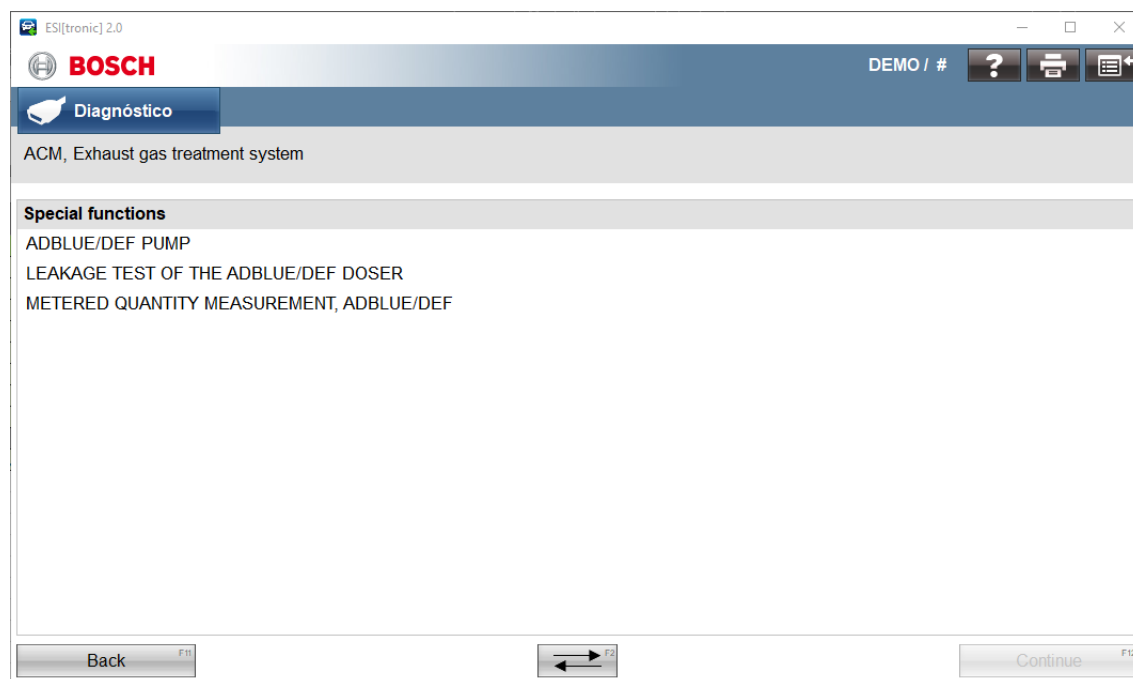 ESI[tronic] 2.0
BOSCH
DEMO / #
?
Diagnóstico
ACM, Exhaust gas treatment system
Special functions
ADBLUE/DEF PUMP
LEAKAGE TEST OF THE ADBLUE/DEF DOSER
METERED QUANTITY MEASUREMENT, ADBLUE/DEF
Back F11
F2
Continue F12